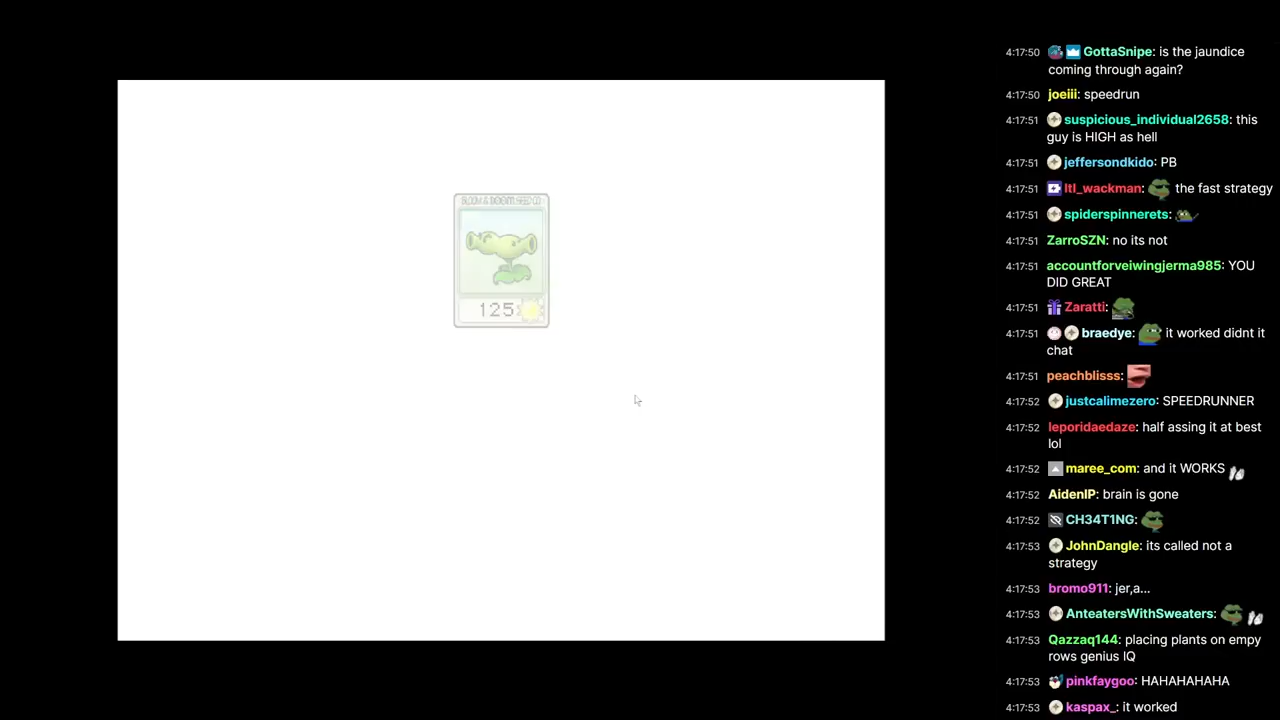 BLOOM & DOOM SEED CO
125
4:17:50 GottaSnipe: is the jaundice
coming through again?
4:17:50 joeiii: speedrun
4:17:51 suspicious_individual2658: this
guy is HIGH as hell
4:17:51 jeffersondkido: PB
4:17:51 ltl_wackman: the fast strategy
4:17:51 spiderspinnerets:
4:17:51 ZarroSZN: no its not
4:17:51 accountforveiwingjerma985: YOU
DID GREAT
4:17:51 Zaratti:
4:17:51 braedye: it worked didnt it
chat
4:17:51 peachblisss:
4:17:52 justcalimezero: SPEEDRUNNER
4:17:52 leporidaedaze: half assing it at best
lol
4:17:52 maree_com: and it WORKS
4:17:52 AidenIP: brain is gone
4:17:52 CH34T1NG:
4:17:53 JohnDangle: its called not a
strategy
4:17:53 bromo911: jer,a...
4:17:53 AnteatersWithSweaters:
4:17:53 Qazzaq144: placing plants on empy
rows genius IQ
4:17:53 pinkfaygoo: HAHAHAHAHA
4:17:53 kaspax_: it worked